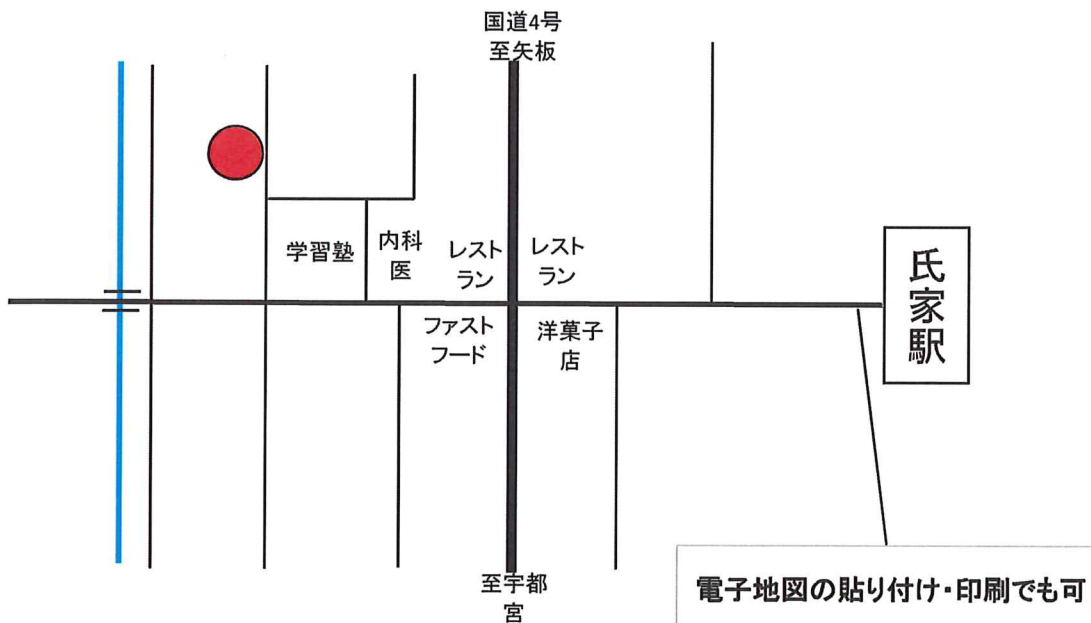 国道4号
至矢板
学習塾
内科
医
レスト
ラン
レスト
ラン
氏家駅
ファスト
フード
洋菓子
店
至宇都
宮
電子地図の貼り付け・印刷でも可